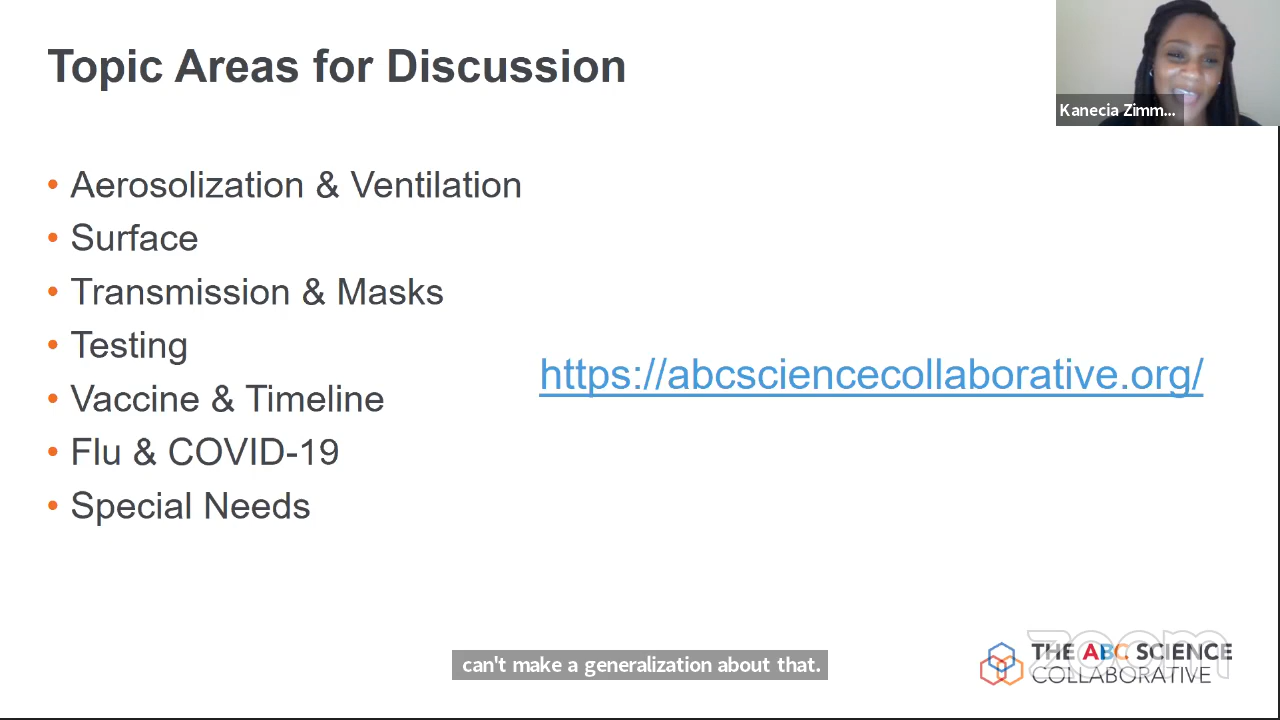 Topic Areas for Discussion
Kanecia Zimm...
• Aerosolization & Ventilation
• Surface
• Transmission & Masks
• Testing
• Vaccine & Timeline
• Flu & COVID-19
• Special Needs
https://abcsciencecollaborative.org/
can't make a generalization about that.
THE ABC SCIENCE
COLLABORATIVE
zoom